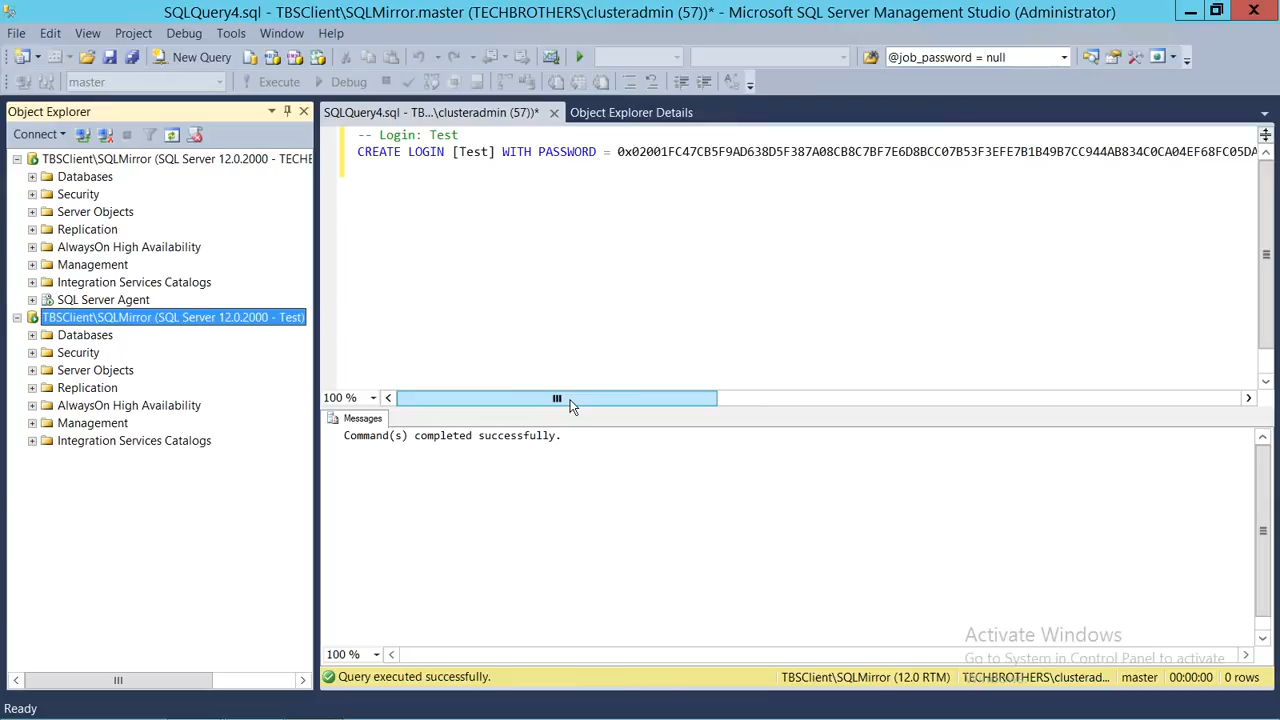 SQLQuery4.sql - TBSClient\SQLMirror.master (TECHBROTHERS\clusteradmin (57))* - Microsoft SQL Server Management Studio (Administrator)
File Edit View Project Debug Tools Window Help
New Query @job_password = null
master Execute Debug
Object Explorer
SQLQuery4.sql - TB...\clusteradmin (57))* Object Explorer Details
Connect
-- Login: Test
CREATE LOGIN [Test] WITH PASSWORD =
TBSClient\SQLMirror (SQL Server 12.0.2000 - TECHE
Databases
Security
Server Objects
Replication
AlwaysOn High Availability
Management
Integration Services Catalogs
SQL Server Agent
TBSClient\SQLMirror (SQL Server 12.0.2000 - Test)
Databases
Security
Server Objects
Replication
AlwaysOn High Availability
Management
Integration Services Catalogs
100 %
Messages
Command(s) completed successfully.
Activate Windows
Go to System in Control Panel to activate
100 %
Query executed successfully. TBSClient\SQLMirror (12.0 RTM) TECHBROTHERS\clusterad... master 00:00:00 0 rows
Ready